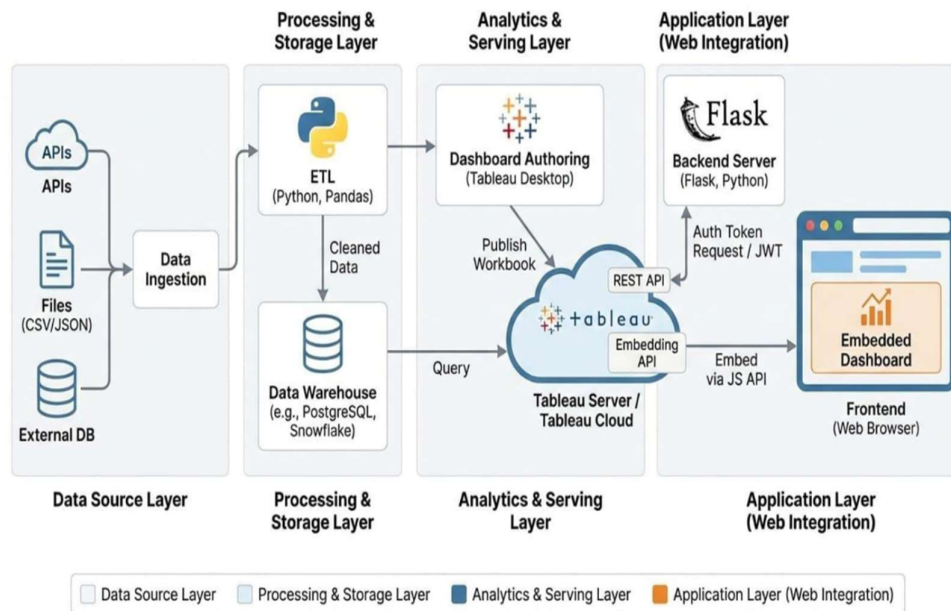 Processing &
Storage Layer
Analytics &
Serving Layer
Application Layer
(Web Integration)
APIs
APIs
Files
(CSV/JSON)
External DB
Data
Ingestion
ETL
(Python, Pandas)
Cleaned
Data
Data Warehouse
(e.g., PostgreSQL,
Snowflake)
Query
Dashboard Authoring
(Tableau Desktop)
Publish
Workbook
REST API
+tableau
Embedding
API
Tableau Server /
Tableau Cloud
Flask
Backend Server
(Flask, Python)
Auth Token
Request / JWT
Embed
via JS API
Embedded
Dashboard
Frontend
(Web Browser)
Data Source Layer
Processing &
Storage Layer
Analytics & Serving
Layer
Application Layer
(Web Integration)
Data Source Layer
Processing & Storage Layer
Analytics & Serving Layer
Application Layer (Web Integration)